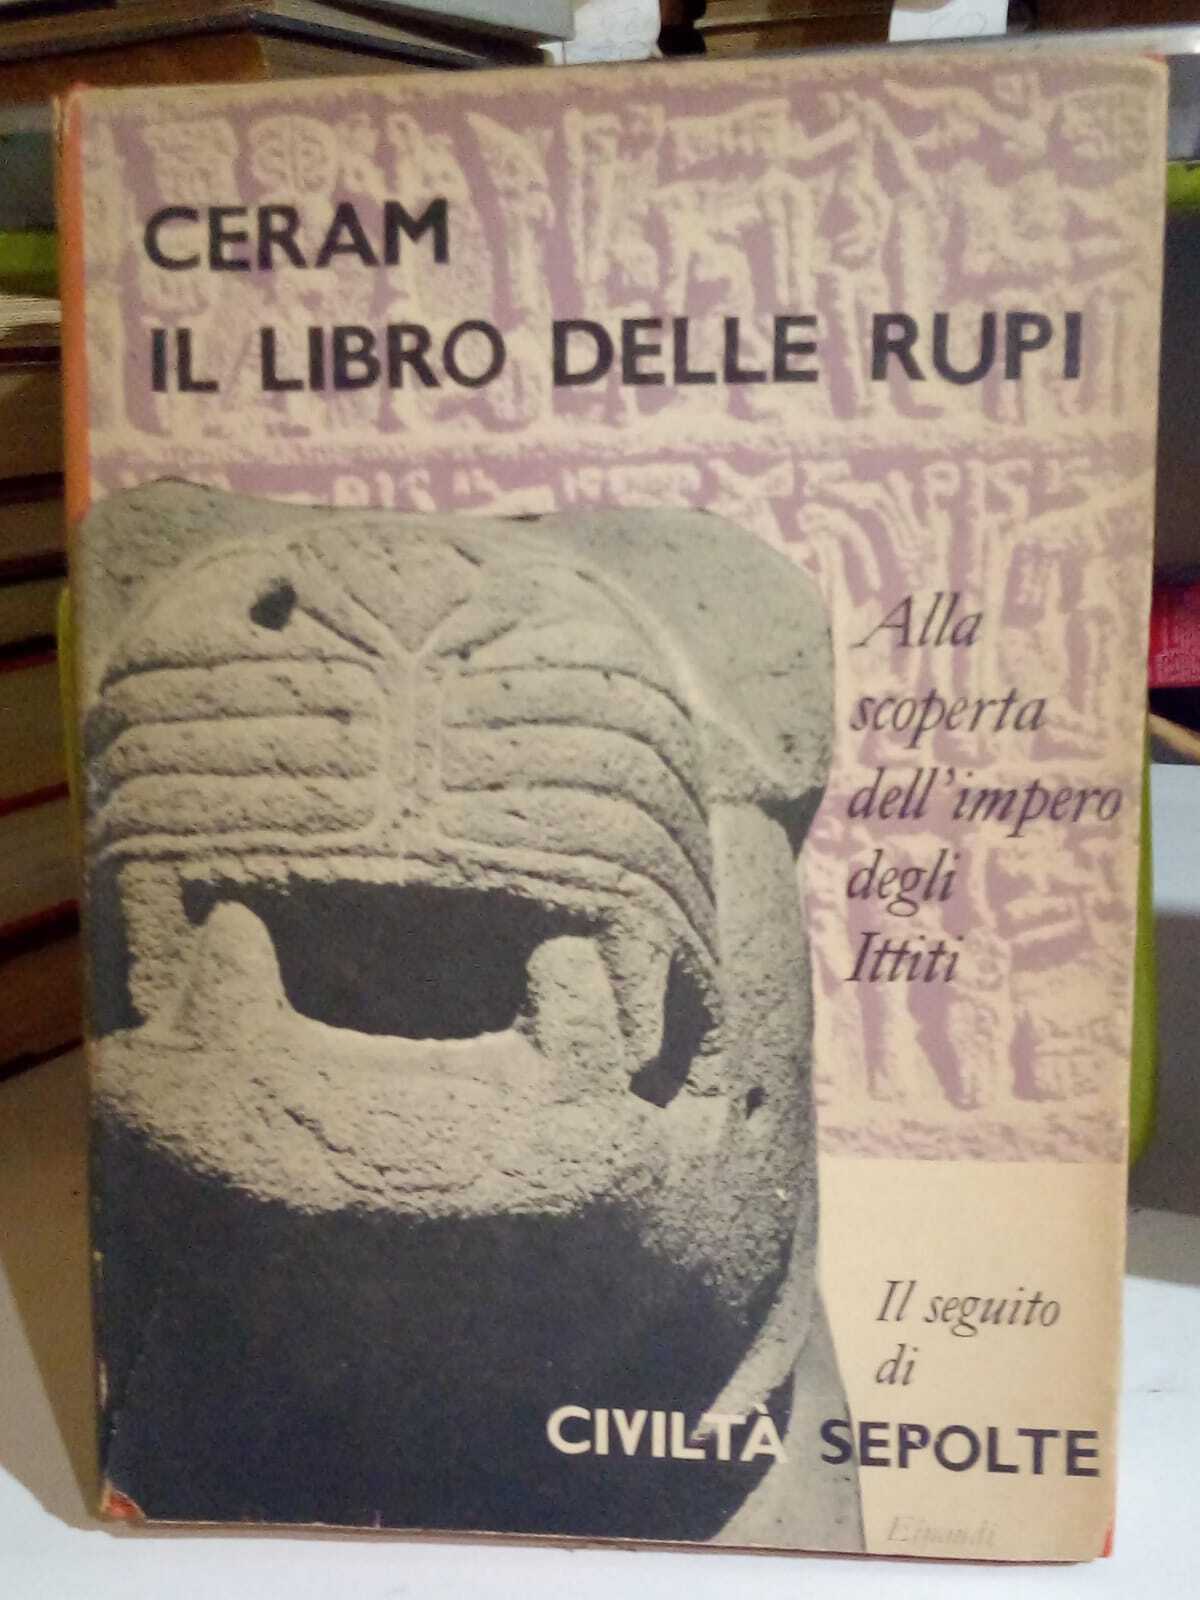 CERAM
IL LIBRO DELLE RUPI
Alla
scoperta
dell'impero
degli
Ittiti
Il seguito
di
CIVILTÀ SEPOLTE
Einaudi